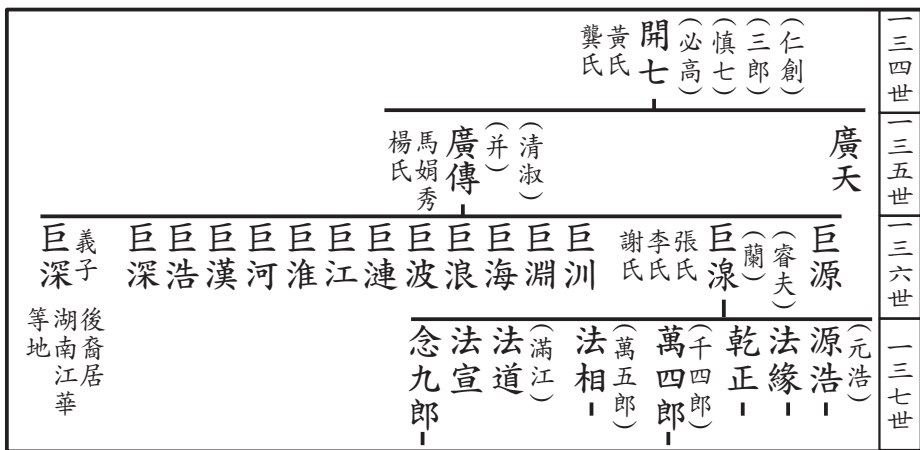 一三四世
(仁創)
(三郎)
(慎七)
(必高)
開七
黃氏
龔氏
一三五世
廣天
(清淑)
(并)
廣傳
馬娟秀
楊氏
一三六世
巨源
(睿夫)
(蘭)
巨湶
張氏
李氏
謝氏
巨汌
巨淵
巨海
巨浪
巨波
巨漣
巨江
巨淮
巨河
巨漢
巨浩
巨深
義子
巨深
後裔居
湖南江華
等地
一三七世
(元浩)
源浩
法緣
乾正
(千四郎)
萬四郎
(萬五郎)
法相
(滿江)
法道
法宣
念九郎